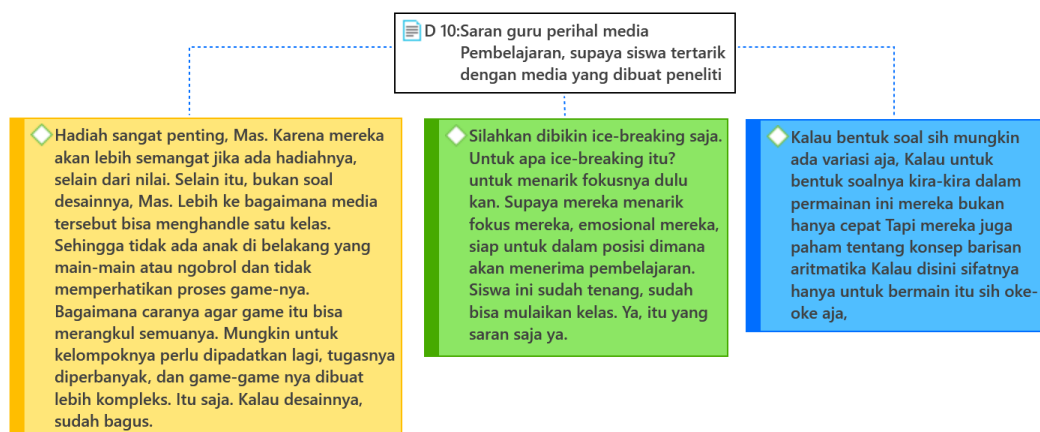 D 10:Saran guru perihal media
Pembelajaran, supaya siswa tertarik
dengan media yang dibuat peneliti
Hadiah sangat penting, Mas. Karena mereka
akan lebih semangat jika ada hadiahnya,
selain dari nilai. Selain itu, bukan soal
desainnya, Mas. Lebih ke bagaimana media
tersebut bisa menghandle satu kelas.
Sehingga tidak ada anak di belakang yang
main-main atau ngobrol dan tidak
memperhatikan proses game-nya.
Bagaimana caranya agar game itu bisa
merangkul semuanya. Mungkin untuk
kelompoknya perlu dipadatkan lagi, tugasnya
diperbanyak, dan game-game nya dibuat
lebih kompleks. Itu saja. Kalau desainnya,
sudah bagus.
Silahkan dibikin ice-breaking saja.
Untuk apa ice-breaking itu?
untuk menarik fokusnya dulu
kan. Supaya mereka menarik
fokus mereka, emosional mereka,
siap untuk dalam posisi dimana
akan menerima pembelajaran.
Siswa ini sudah tenang, sudah
bisa mulaikan kelas. Ya, itu yang
saran saja ya.
Kalau bentuk soal sih mungkin
ada variasi aja, Kalau untuk
bentuk soalnya kira-kira dalam
permainan ini mereka bukan
hanya cepat Tapi mereka juga
paham tentang konsep barisan
aritmatika Kalau disini sifatnya
hanya untuk bermain itu sih oke-
oke aja,